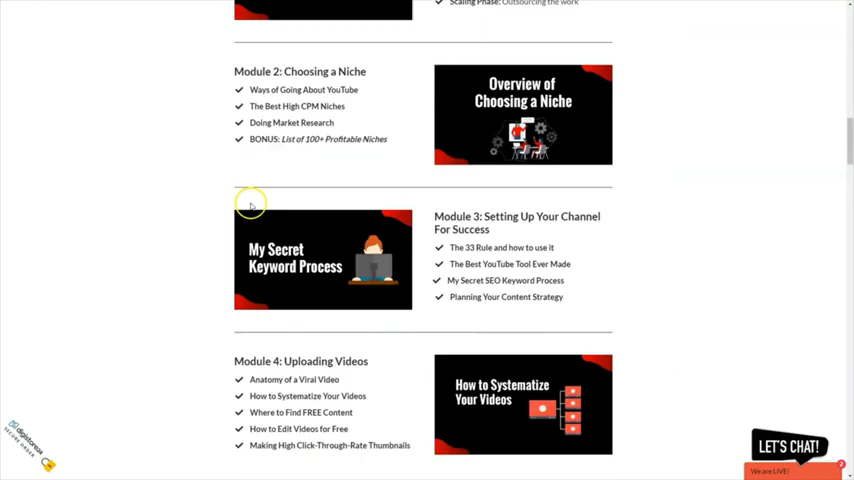 Scaling Phase: Outsourcing the work
Module 2: Choosing a Niche
Ways of Going About YouTube
The Best High CPM Niches
Doing Market Research
BONUS: List of 100+ Profitable Niches
Overview of
Choosing a Niche
My Secret
Keyword Process
Module 3: Setting Up Your Channel
For Success
The 33 Rule and how to use it
The Best YouTube Tool Ever Made
My Secret SEO Keyword Process
Planning Your Content Strategy
Module 4: Uploading Videos
Anatomy of a Viral Video
How to Systematize Your Videos
Where to Find FREE Content
How to Edit Videos for Free
Making High Click-Through-Rate Thumbnails
How to Systematize
Your Videos
digistore24
SECURE ORDER
LET'S CHAT!
We are LIVE!
2